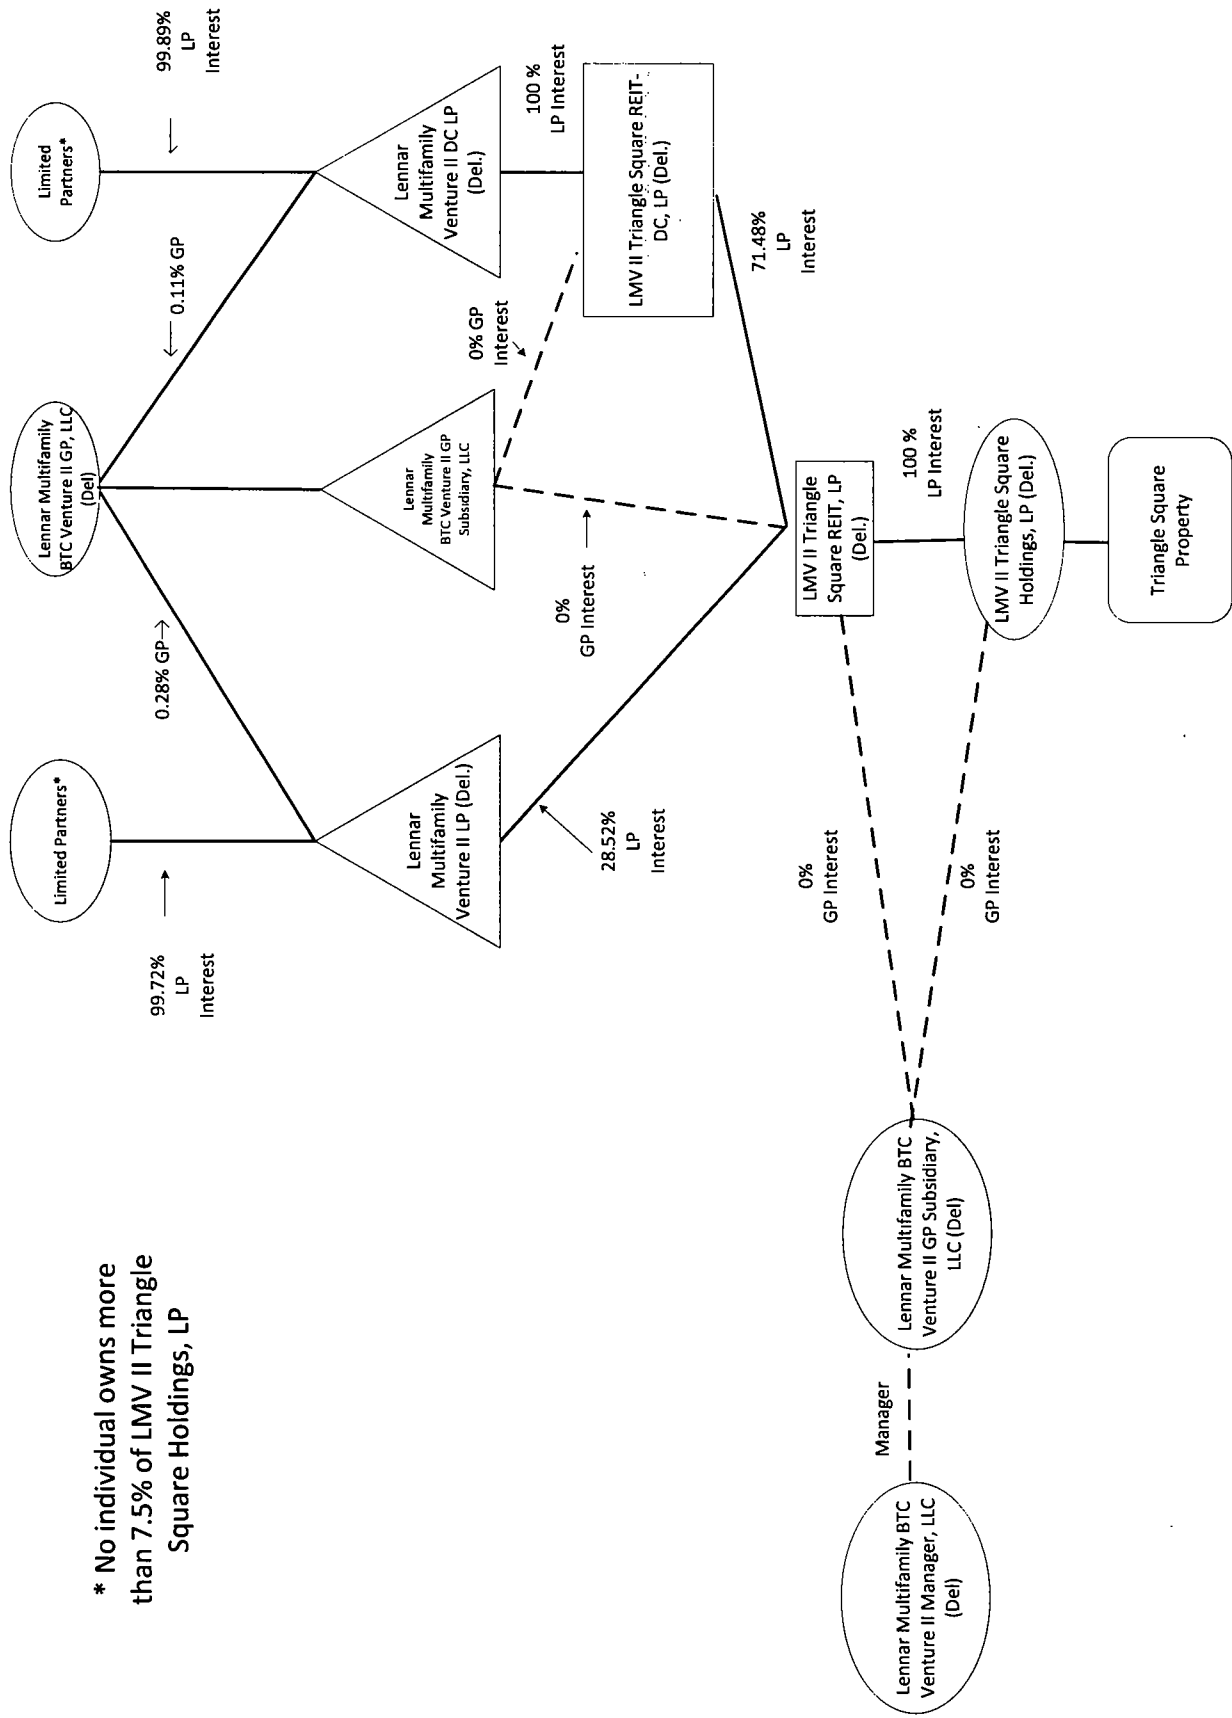 * No individual owns more
than 7.5% of LMV II Triangle
Square Holdings, LP
Limited Partners*
99.72%
LP
Interest
Lennar Multifamily
BTC Venture II GP, LLC
(Del)
0.28% GP→
← 0.11% GP
Limited
Partners*
99.89%
LP
Interest
Lennar
Multifamily
Venture II LP (Del.)
Lennar
Multifamily
BTC Venture II GP
Subsidiary, LLC
Lennar
Multifamily
Venture II DC LP
(Del.)
0% GP
Interest
100 %
LP Interest
LMV II Triangle Square REIT-
DC, LP (Del.)
28.52%
LP
Interest
0%
GP Interest
71.48%
LP
Interest
LMV II Triangle
Square REIT, LP
(Del.)
0%
GP Interest
100 %
LP Interest
Lennar Multifamily BTC
Venture II Manager, LLC
(Del)
Manager
Lennar Multifamily BTC
Venture II GP Subsidiary,
LLC (Del)
0%
GP Interest
LMV II Triangle Square
Holdings, LP (Del.)
Triangle Square
Property